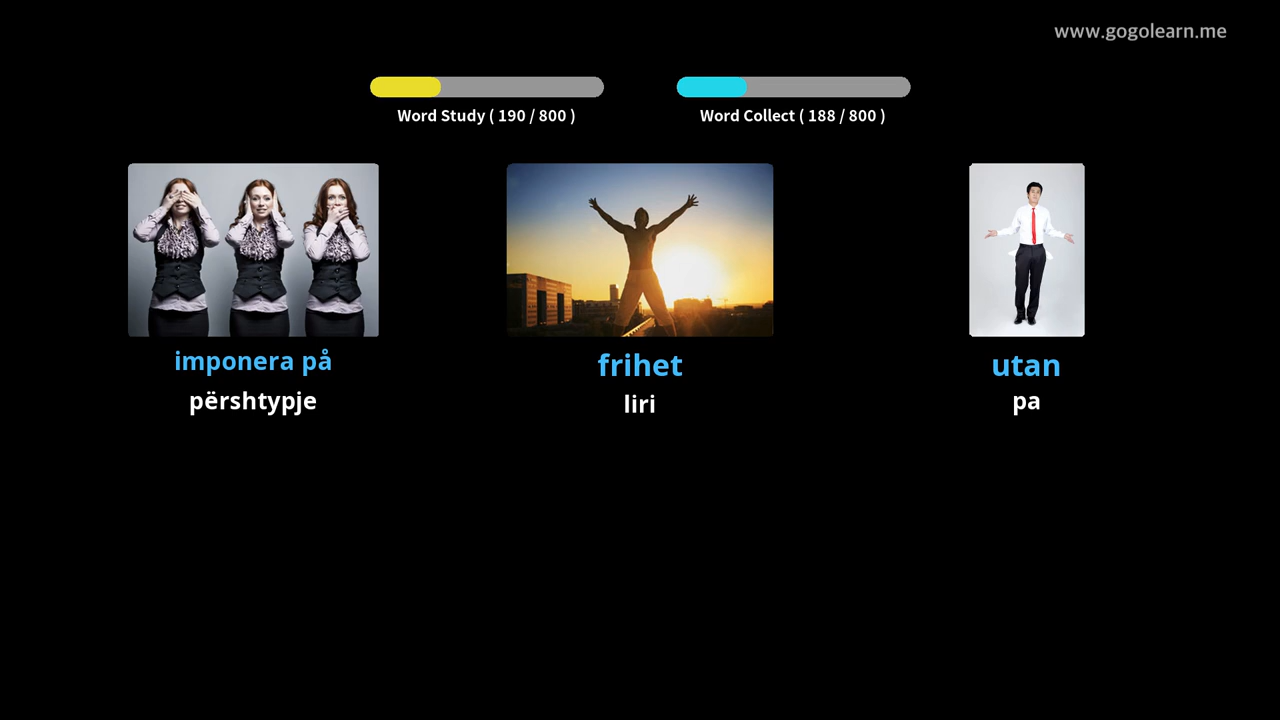 www.gogolearn.me
Word Study ( 190 / 800 )
Word Collect ( 188 / 800 )
imponera på
frihet
utan
përshtypje
liri
pa